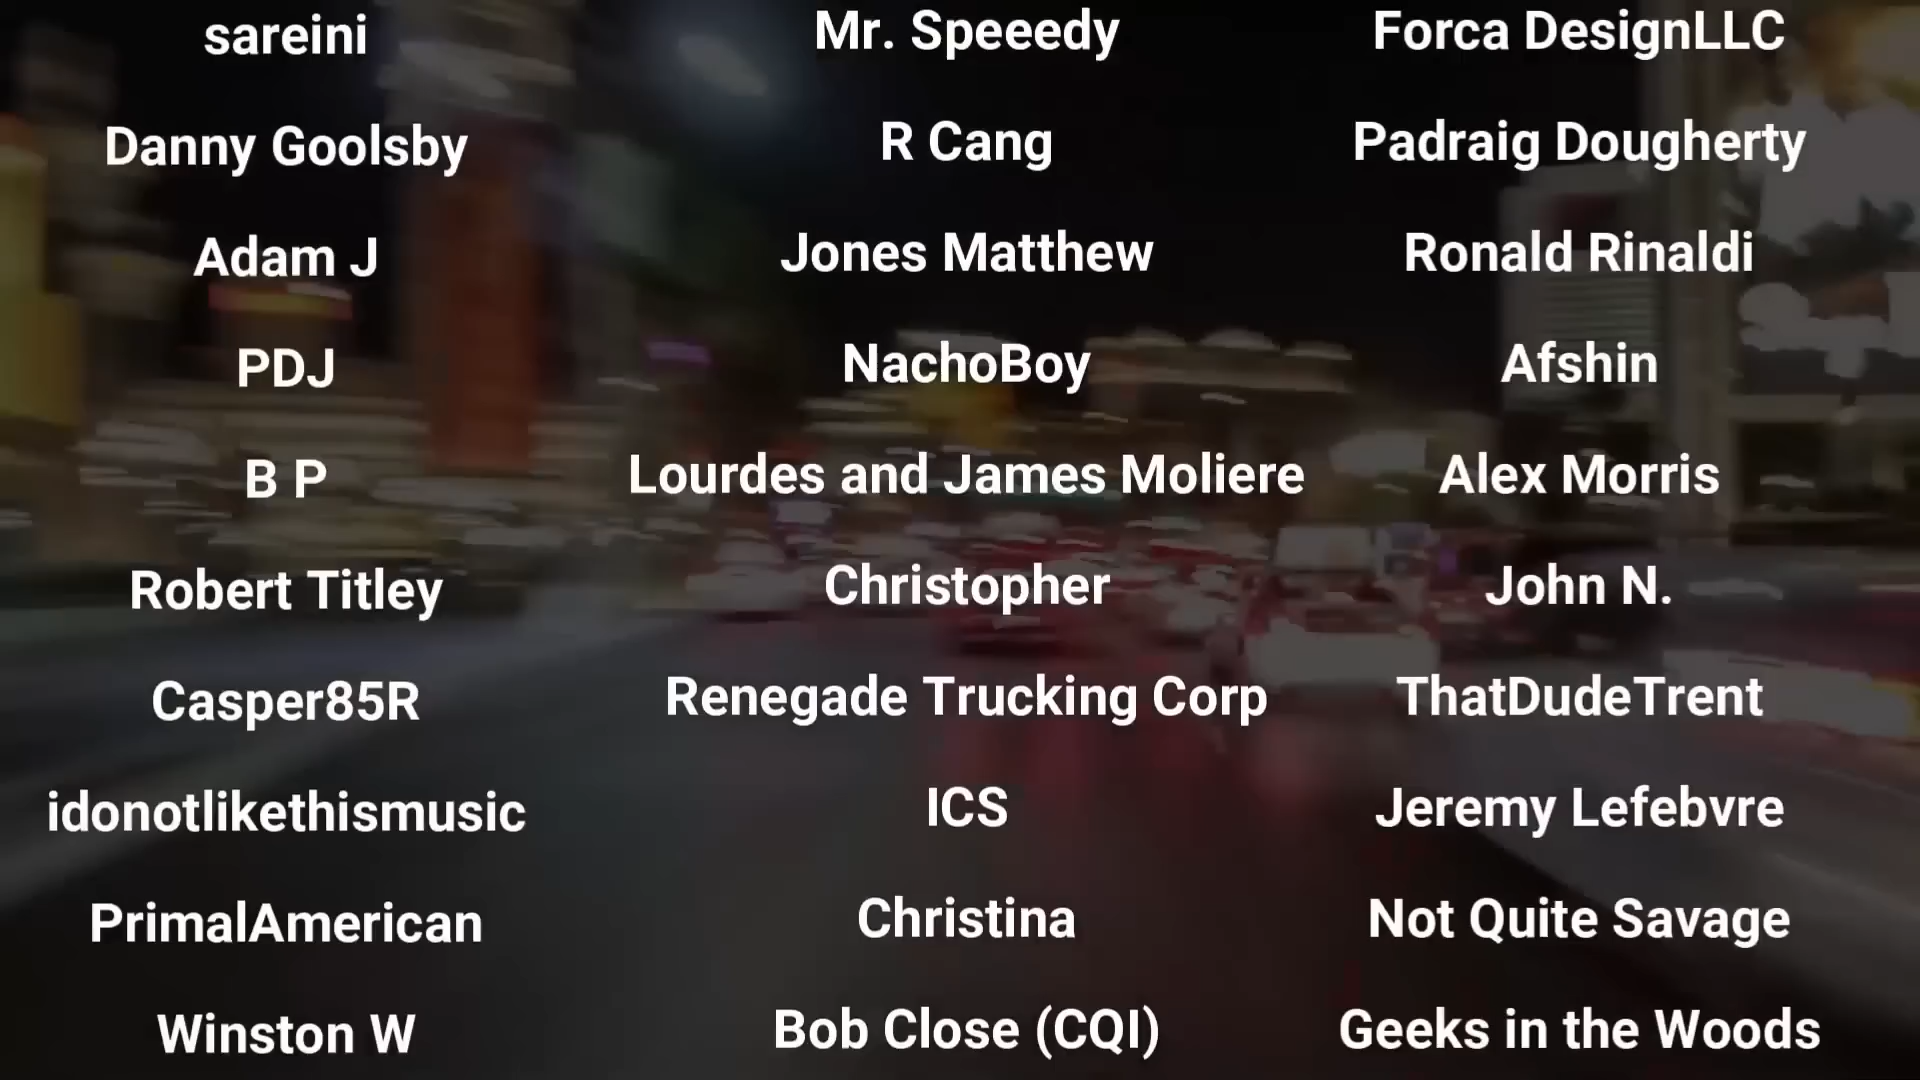 sareini
Danny Goolsby
Adam J
PDJ
B P
Robert Titley
Casper85R
idonotlikethismusic
PrimalAmerican
Winston W
Mr. Speeedy
R Cang
Jones Matthew
NachoBoy
Lourdes and James Moliere
Christopher
Renegade Trucking Corp
ICS
Christina
Bob Close (CQI)
Forca DesignLLC
Padraig Dougherty
Ronald Rinaldi
Afshin
Alex Morris
John N.
ThatDudeTrent
Jeremy Lefebvre
Not Quite Savage
Geeks in the Woods